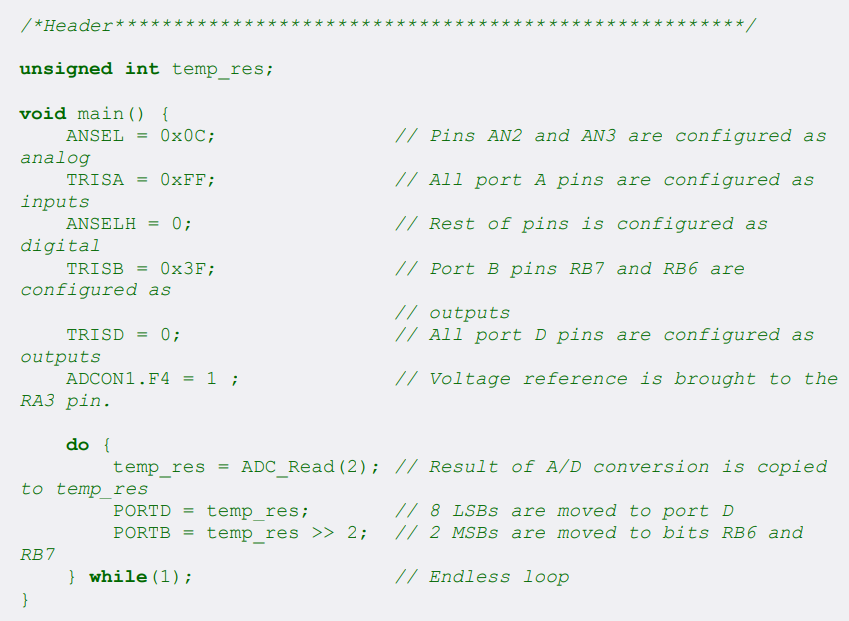 /*Header******************************************************/
unsigned int temp_res;
void main() {
ANSEL = 0x0C; // Pins AN2 and AN3 are configured as
analog
TRISA = 0xFF; // All port A pins are configured as
inputs
ANSELH = 0; // Rest of pins is configured as
digital
TRISB = 0x3F; // Port B pins RB7 and RB6 are
configured as
// outputs
TRISD = 0; // All port D pins are configured as
outputs
ADCON1.F4 = 1 ; // Voltage reference is brought to the
RA3 pin.
do {
temp_res = ADC_Read(2); // Result of A/D conversion is copied
to temp_res
PORTD = temp_res; // 8 LSBs are moved to port D
PORTB = temp_res >> 2; // 2 MSBs are moved to bits RB6 and
RB7
} while(1); // Endless loop
}